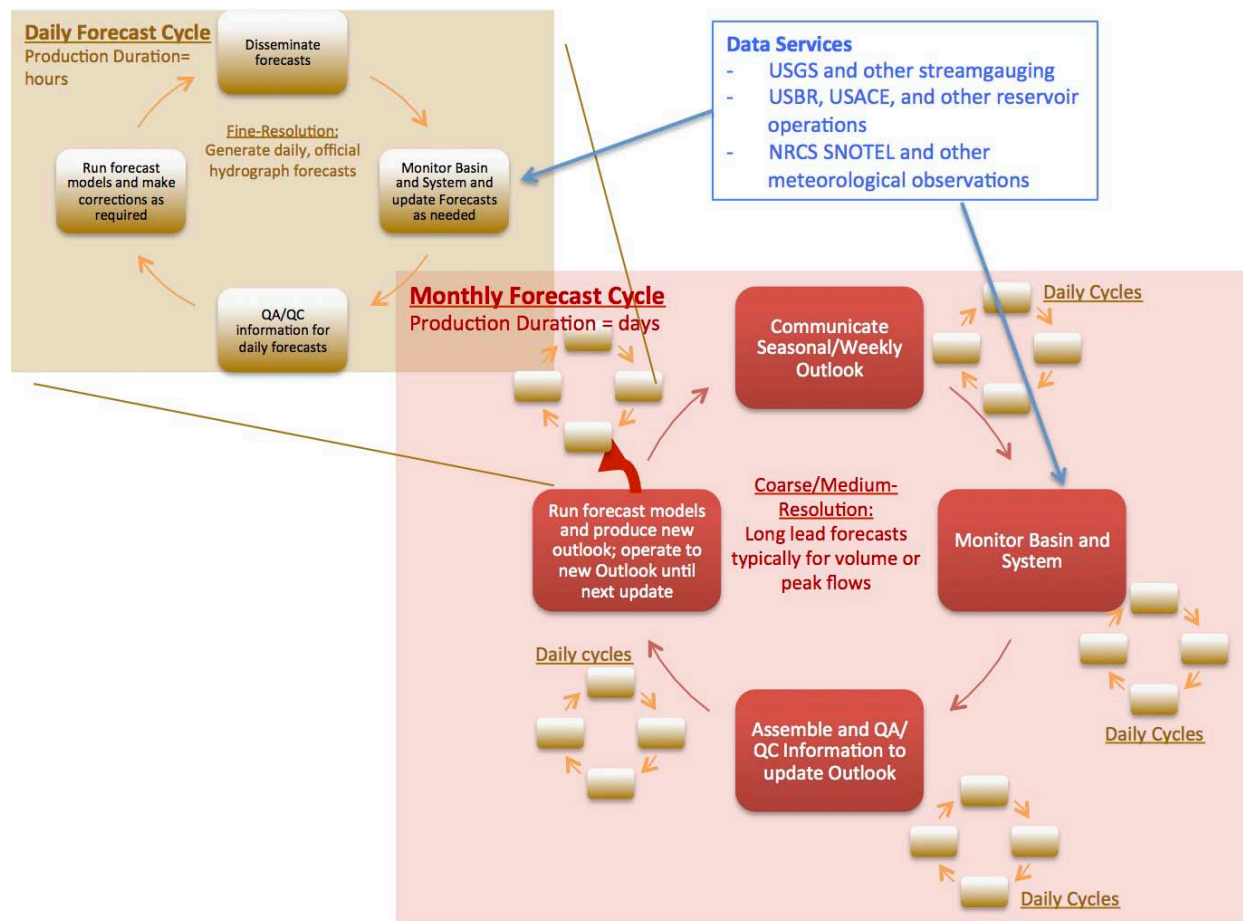 Daily Forecast Cycle
Production Duration=
hours
Disseminate
forecasts
Fine-Resolution:
Generate daily, official
hydrograph forecasts
Run forecast
models and make
corrections as
required
Monitor Basin
and System and
update Forecasts
as needed
QA/QC
information for
daily forecasts
Data Services
- USGS and other streamgauging
- USBR, USACE, and other reservoir
operations
- NRCS SNOTEL and other
meteorological observations
Monthly Forecast Cycle
Production Duration = days
Communicate
Seasonal/Weekly
Outlook
Daily Cycles
Run forecast models
and produce new
outlook; operate to
new Outlook until
next update
Coarse/Medium-
Resolution:
Long lead forecasts
typically for volume or
peak flows
Monitor Basin and
System
Daily cycles
Assemble and QA/
QC Information to
update Outlook
Daily Cycles
Daily Cycles